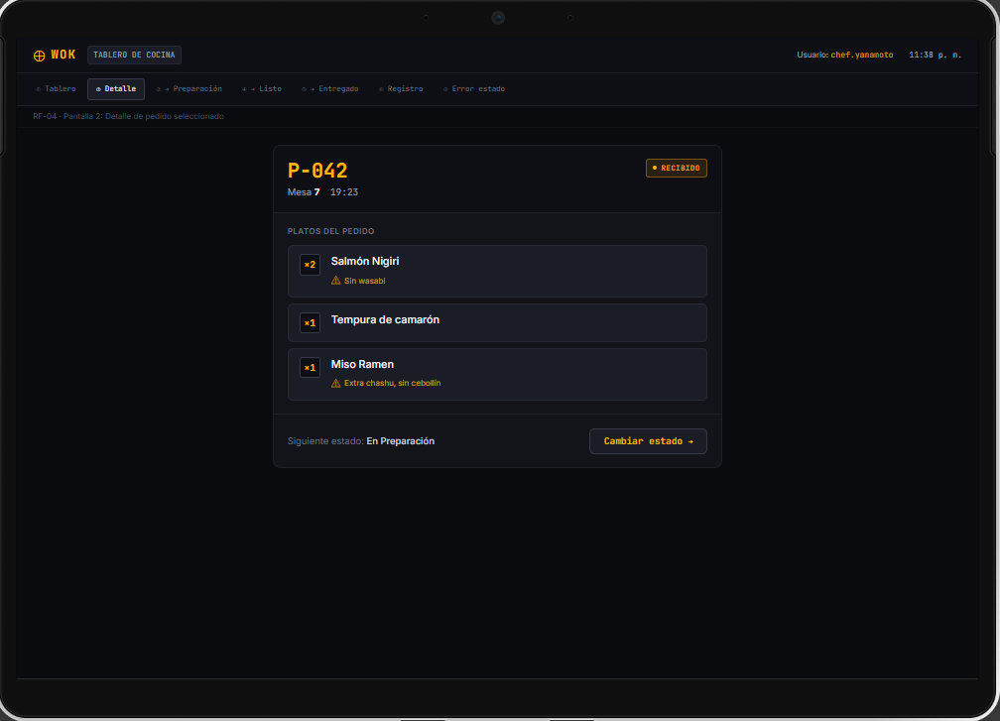 WOK TABLERO DE COCINA Usuario: chef.yamamoto 11:38 p. m.
Tablero Detalle → Preparación → Listo → Entregado Registro Error estado
RF-04 · Pantalla 2: Detalle de pedido seleccionado
P-042
RECIBIDO
Mesa 7 19:23
PLATOS DEL PEDIDO
×2 Salmón Nigiri
⚠ Sin wasabi
×1 Tempura de camarón
×1 Miso Ramen
⚠ Extra chashu, sin cebollín
Siguiente estado: En Preparación
Cambiar estado →